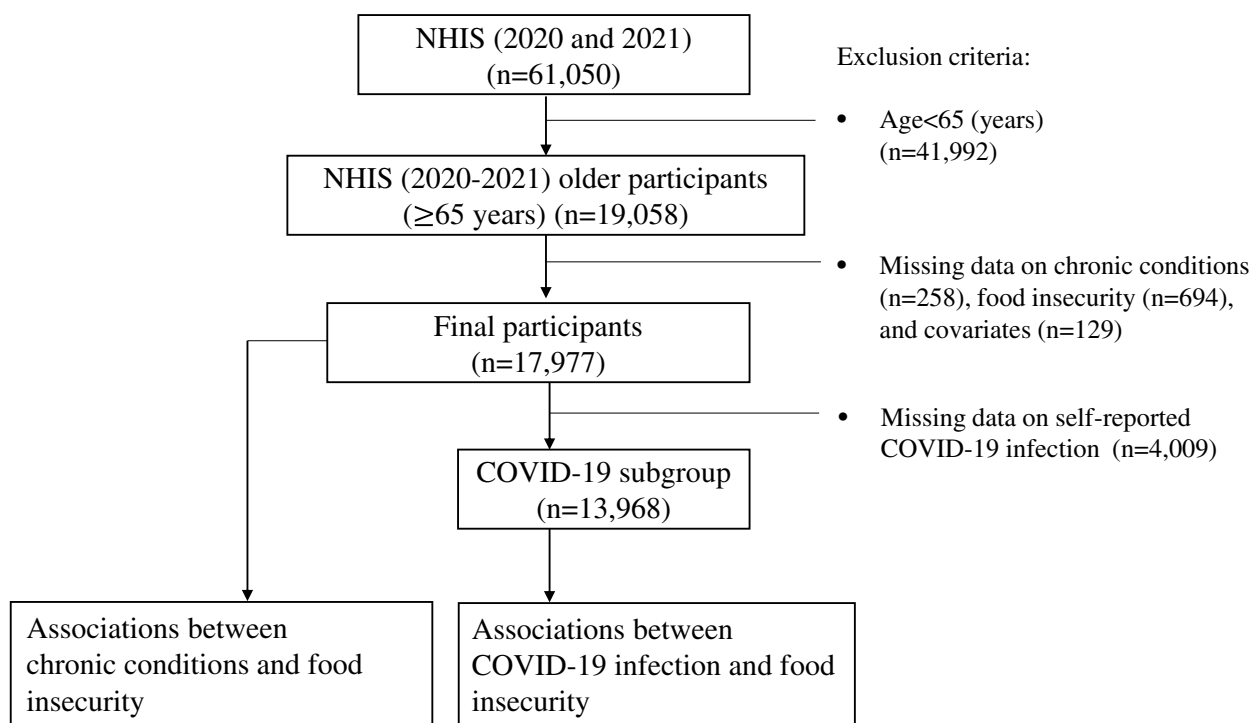 NHIS (2020 and 2021)
(n=61,050)
Exclusion criteria:
• Age<65 (years)
(n=41,992)
NHIS (2020-2021) older participants
(≥65 years) (n=19,058)
• Missing data on chronic conditions
(n=258), food insecurity (n=694),
and covariates (n=129)
Final participants
(n=17,977)
• Missing data on self-reported
COVID-19 infection (n=4,009)
COVID-19 subgroup
(n=13,968)
Associations between
chronic conditions and food
insecurity
Associations between
COVID-19 infection and food
insecurity